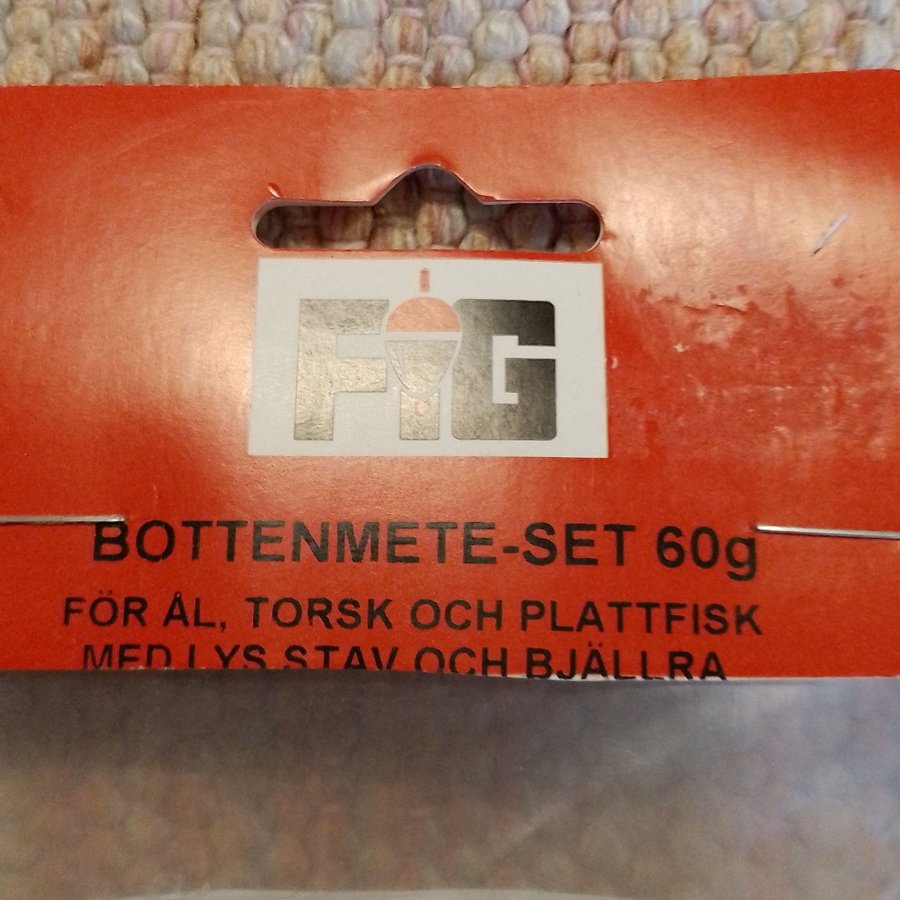 FiG
BOTTENMETE-SET 60g
FÖR ÅL, TORSK OCH PLATTFISK
MED LYS STAV OCH BJÄLLRA